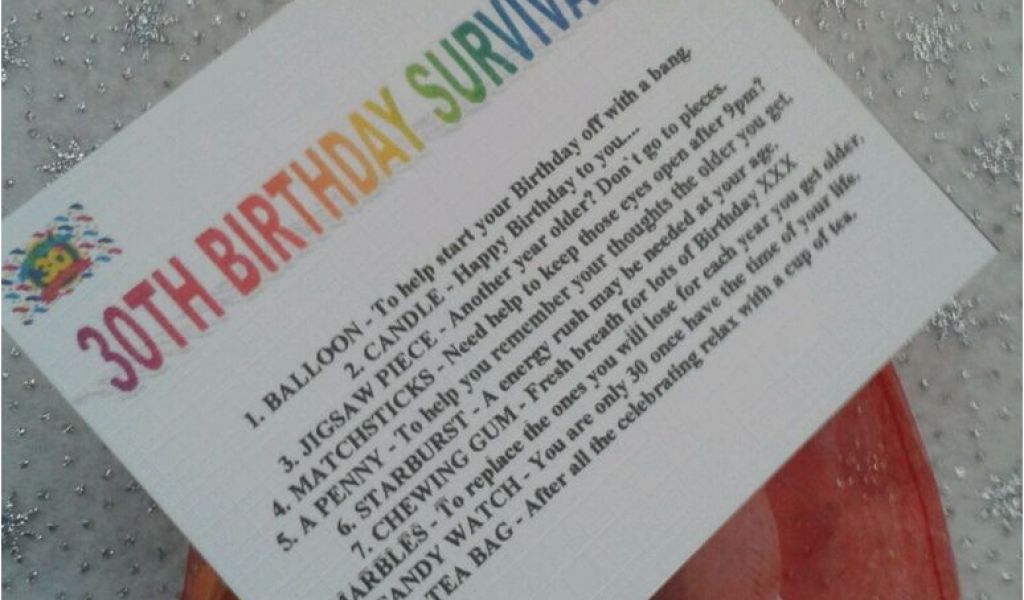 30TH BIRTHDAY SURVIVA
30
1. BALLOON - To help start your Birthday off with a bang.
2. CANDLE - Happy Birthday to you....
3. JIGSAW PIECE - Another year older? Don`t go to pieces.
4. MATCHSTICKS - Need help to keep those eyes open after 9pm?
5. A PENNY - To help you remember your thoughts the older you get.
6. STARBURST - A energy rush may be needed at your age.
7. CHEWING GUM - Fresh breath for lots of Birthday XXX
ARBLES - To replace the ones you will lose for each year you get older.
ANDY WATCH - You are only 30 once have the time of your life.
TEA BAG - After all the celebrating relax with a cup of tea.